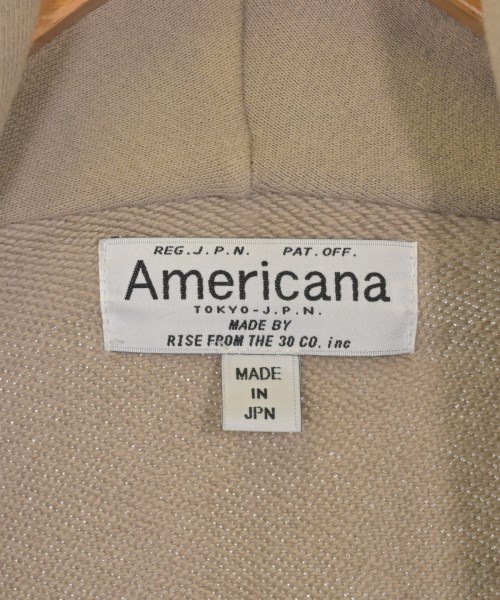 REG.J.P.N. PAT.OFF.
Americana
TOKYO-J.P.N.
MADE BY
RISE FROM THE 30 CO. inc
MADE
IN
JPN